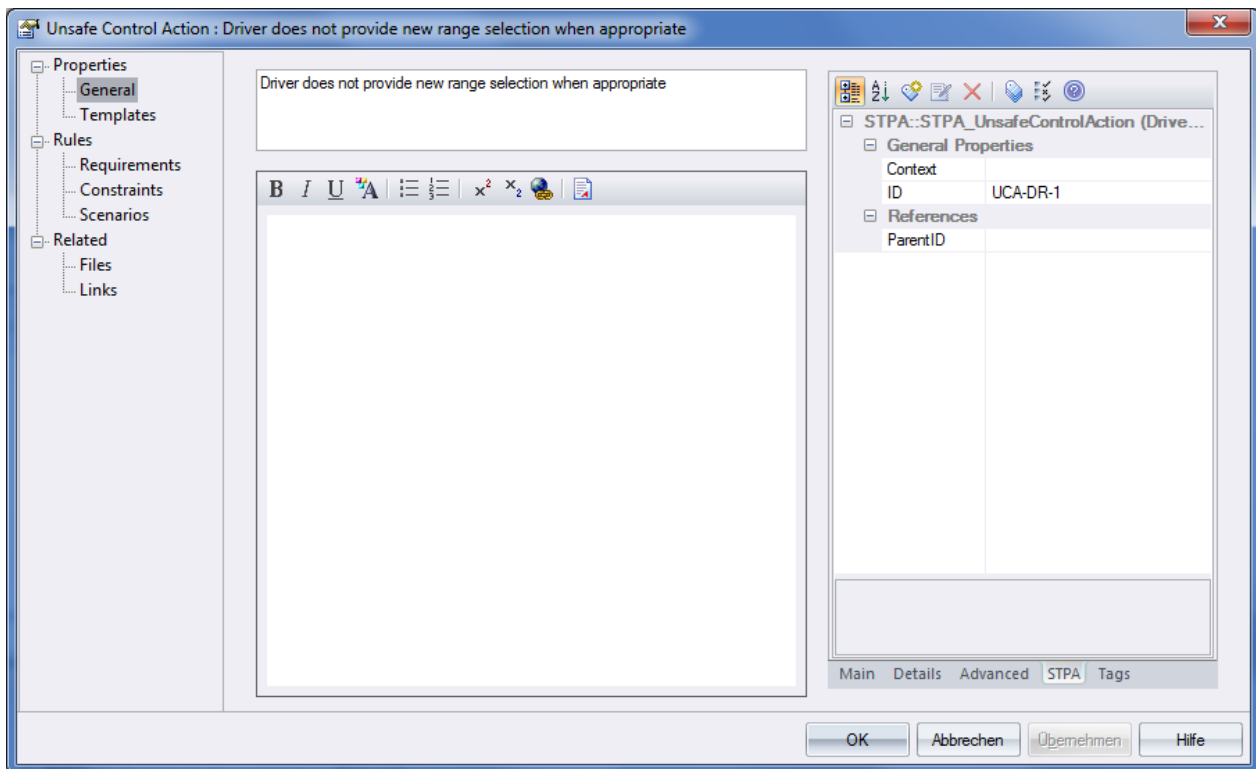 Unsafe Control Action : Driver does not provide new range selection when appropriate
Properties
General
Templates
Rules
Requirements
Constraints
Scenarios
Related
Files
Links
Driver does not provide new range selection when appropriate
B I U A x² x₂
STPA::STPA_UnsafeControlAction (Drive...
General Properties
Context
ID UCA-DR-1
References
ParentID
Main Details Advanced STPA Tags
OK Abbrechen Übernehmen Hilfe